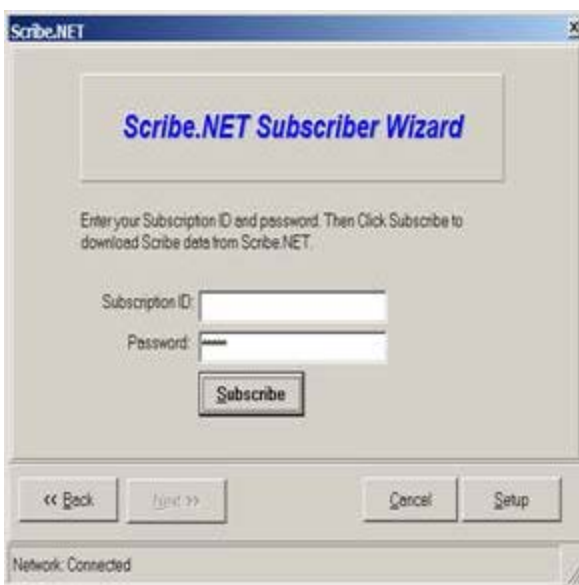 Scribe.NET
x
Scribe.NET Subscriber Wizard
Enter your Subscription ID and password. Then Click Subscribe to
download Scribe data from Scribe.NET.
Subscription ID:
Password:
Subscribe
<< Back
Next >>
Cancel
Setup
Network: Connected